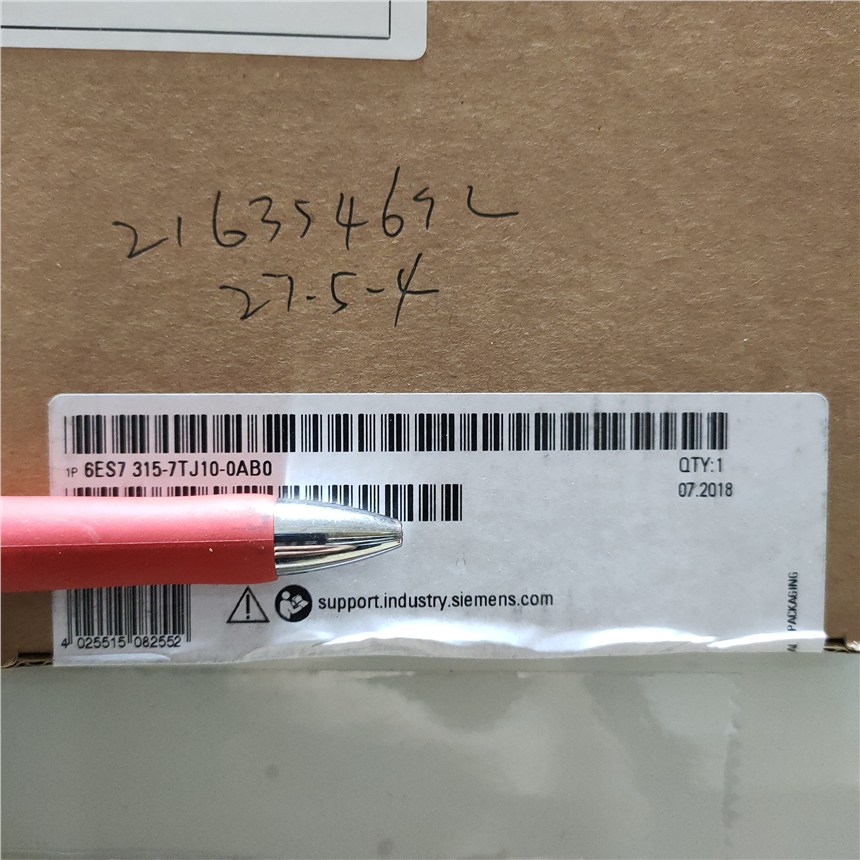 216354692
27-5-4
1P 6ES7 315-7TJ10-0AB0
QTY:1
07.2018
support.industry.siemens.com
4 025515 082552
PACKAGING